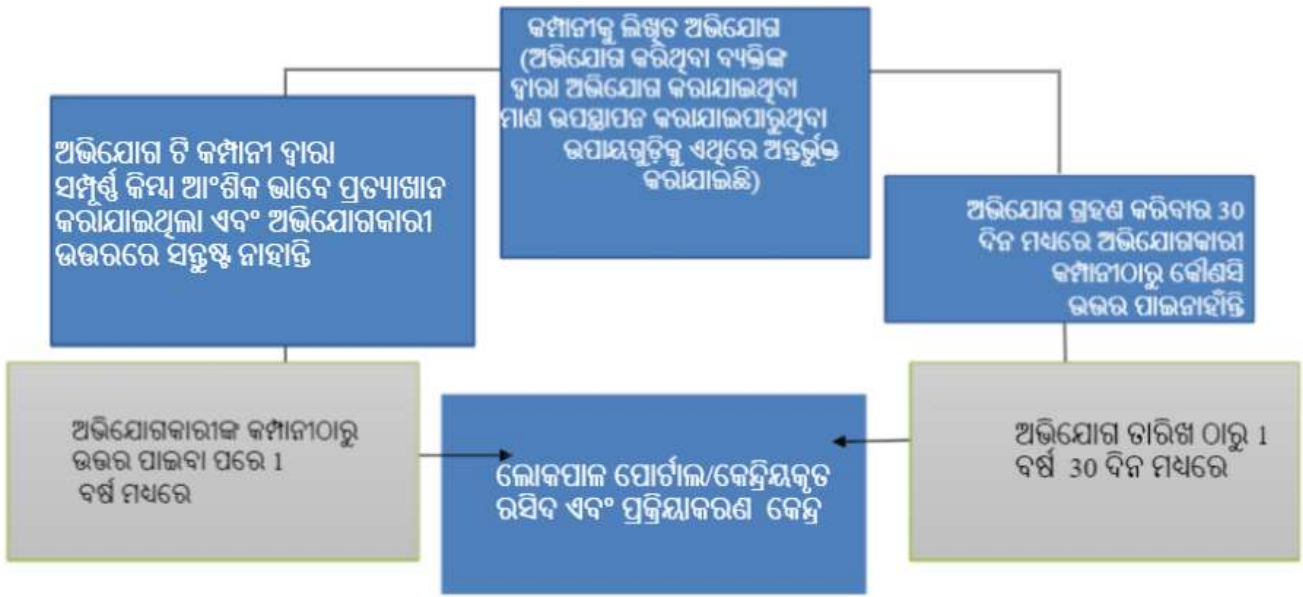 କମ୍ପାନୀକୁ ଲିଖିତ ଅଭିଯୋଗ
(ଅଭିଯୋଗ କରିଥିବା ବ୍ୟକ୍ତିଙ୍କ
ଦ୍ୱାରା ଅଭିଯୋଗ କରାଯାଇଥିବା
ମାଣ ଉପସ୍ଥାପନ କରାଯାଇପାରୁଥିବା
ଉପାୟଗୁଡ଼ିକୁ ଏଥିରେ ଅନ୍ତର୍ଭୁକ୍ତ
କରାଯାଇଛି)
ଅଭିଯୋଗ ଟି କମ୍ପାନୀ ଦ୍ୱାରା
ସମ୍ପୂର୍ଣ୍ଣ କିମ୍ବା ଆଂଶିକ ଭାବେ ପ୍ରତ୍ୟାଖାନ
କରାଯାଇଥିଲା ଏବଂ ଅଭିଯୋଗକାରୀ
ଉତ୍ତରରେ ସନ୍ତୁଷ୍ଟ ନାହାନ୍ତି
ଅଭିଯୋଗ ଗ୍ରହଣ କରିବାର 30
ଦିନ ମଧ୍ୟରେ ଅଭିଯୋଗକାରୀ
କମ୍ପାନୀଠାରୁ କୌଣସି
ଉତ୍ତର ପାଇନାହାଁନ୍ତି
ଅଭିଯୋଗକାରୀଙ୍କ କମ୍ପାନୀଠାରୁ
ଉତ୍ତର ପାଇବା ପରେ 1
ବର୍ଷ ମଧ୍ୟରେ
ଲୋକପାଳ ପୋର୍ଟାଲ/କେନ୍ଦ୍ରିୟକୃତ
ରସିଦ ଏବଂ ପ୍ରକ୍ରିୟାକରଣ କେନ୍ଦ୍ର
ଅଭିଯୋଗ ତାରିଖ ଠାରୁ 1
ବର୍ଷ 30 ଦିନ ମଧ୍ୟରେ